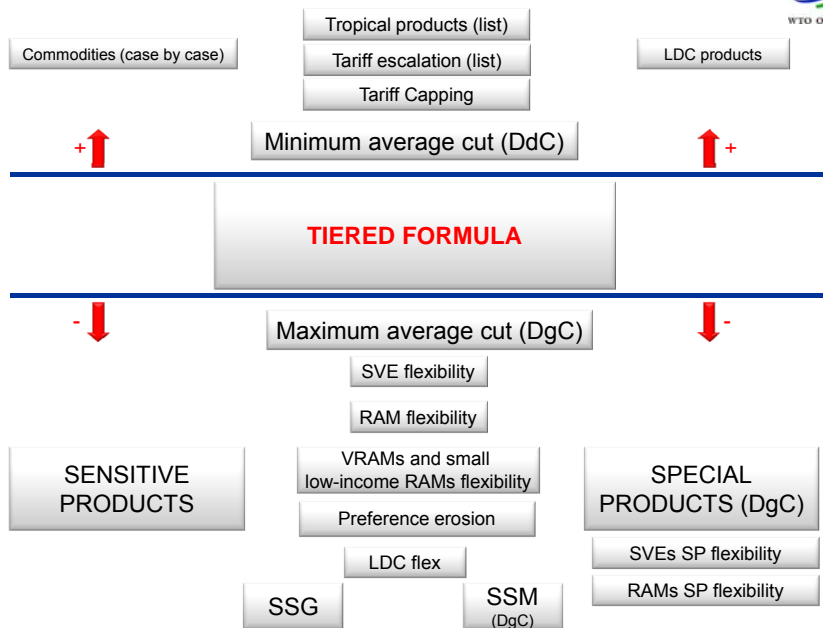 WTO O
Tropical products (list)
Commodities (case by case)
Tariff escalation (list)
LDC products
Tariff Capping
+
Minimum average cut (DdC)
+
TIERED FORMULA
-
Maximum average cut (DgC)
-
SVE flexibility
RAM flexibility
SENSITIVE
PRODUCTS
VRAMs and small
low-income RAMs flexibility
SPECIAL
PRODUCTS (DgC)
Preference erosion
SVEs SP flexibility
LDC flex
RAMs SP flexibility
SSG
SSM
(DgC)